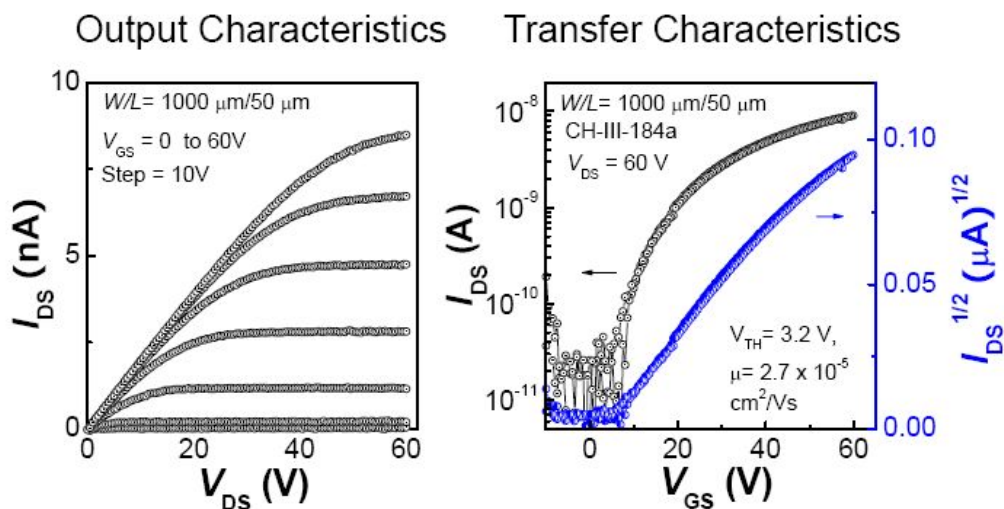 Output Characteristics
Transfer Characteristics
W/L= 1000 μm/50 μm
V_GS = 0 to 60V
Step = 10V
10
5
0
I_DS (nA)
0 20 40 60
V_DS (V)
W/L= 1000 μm/50 μm
CH-III-184a
V_DS = 60 V
10^-8
10^-9
10^-10
10^-11
I_DS (A)
V_TH= 3.2 V,
μ= 2.7 x 10^-5
cm^2/Vs
0 20 40 60
V_GS (V)
0.10
0.05
0.00
I_DS^1/2 (μA)^1/2